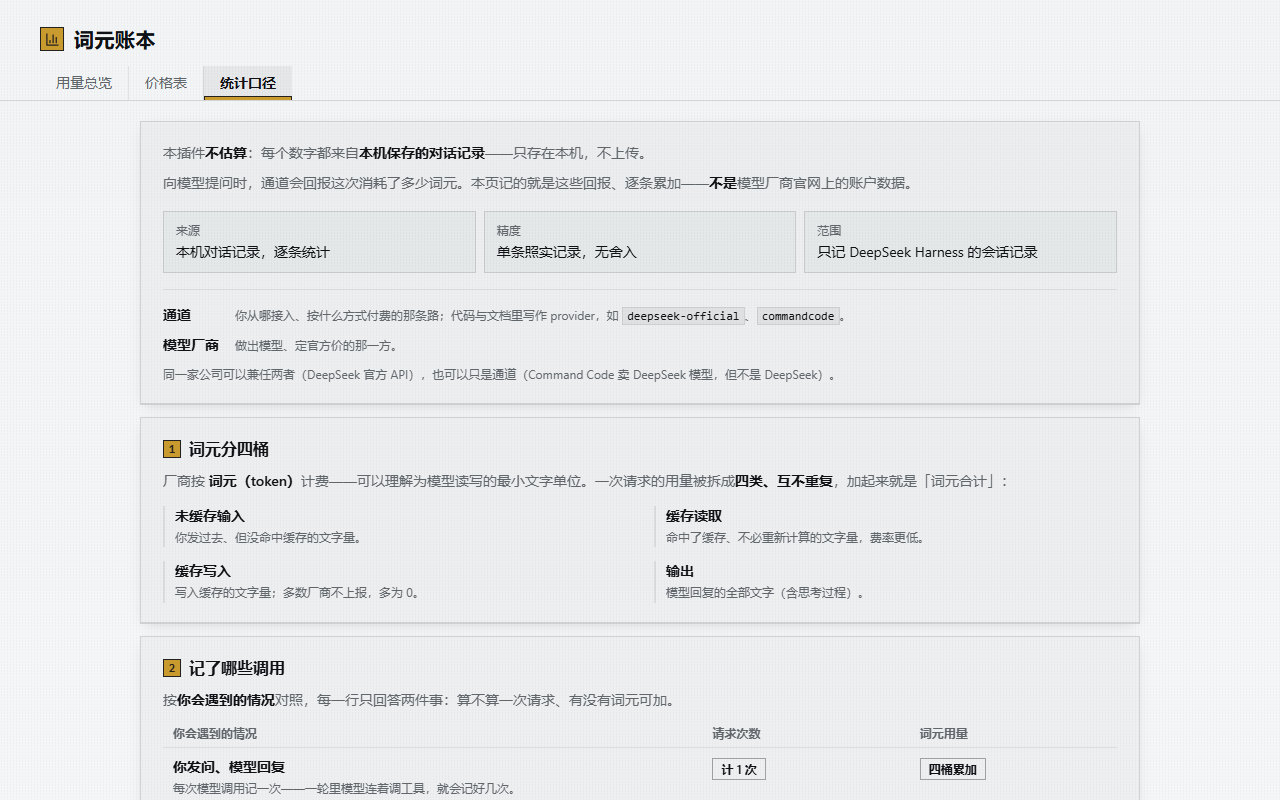 词元账本
用量总览 价格表 统计口径
本插件不估算：每个数字都来自本机保存的对话记录——只存在本机，不上传。
向模型提问时，通道会回报这次消耗了多少词元。本页记的就是这些回报、逐条累加——不是模型厂商官网上的账户数据。
来源
本机对话记录，逐条统计
精度
单条照实记录，无舍入
范围
只记 DeepSeek Harness 的会话记录
通道 你从哪接入、按什么方式付费的那条路；代码与文档里写作 provider，如 deepseek-official、commandcode。
模型厂商 做出模型、定官方价的那一方。
同一家公司可以兼任两者（DeepSeek 官方 API），也可以只是通道（Command Code 卖 DeepSeek 模型，但不是 DeepSeek）。
1 词元分四桶
厂商按 词元（token）计费——可以理解为模型读写的最小文字单位。一次请求的用量被拆成四类、互不重复，加起来就是「词元合计」：
未缓存输入
你发过去、但没命中缓存的文字量。
缓存读取
命中了缓存、不必重新计算的文字量，费率更低。
缓存写入
写入缓存的文字量；多数厂商不上报，多为 0。
输出
模型回复的全部文字（含思考过程）。
2 记了哪些调用
按你会遇到的情况对照，每一行只回答两件事：算不算一次请求、有没有词元可加。
你会遇到的情况 请求次数 词元用量
你发问、模型回复 计 1 次 四桶累加
每次模型调用记一次——一轮里模型连着调工具，就会记好几次。